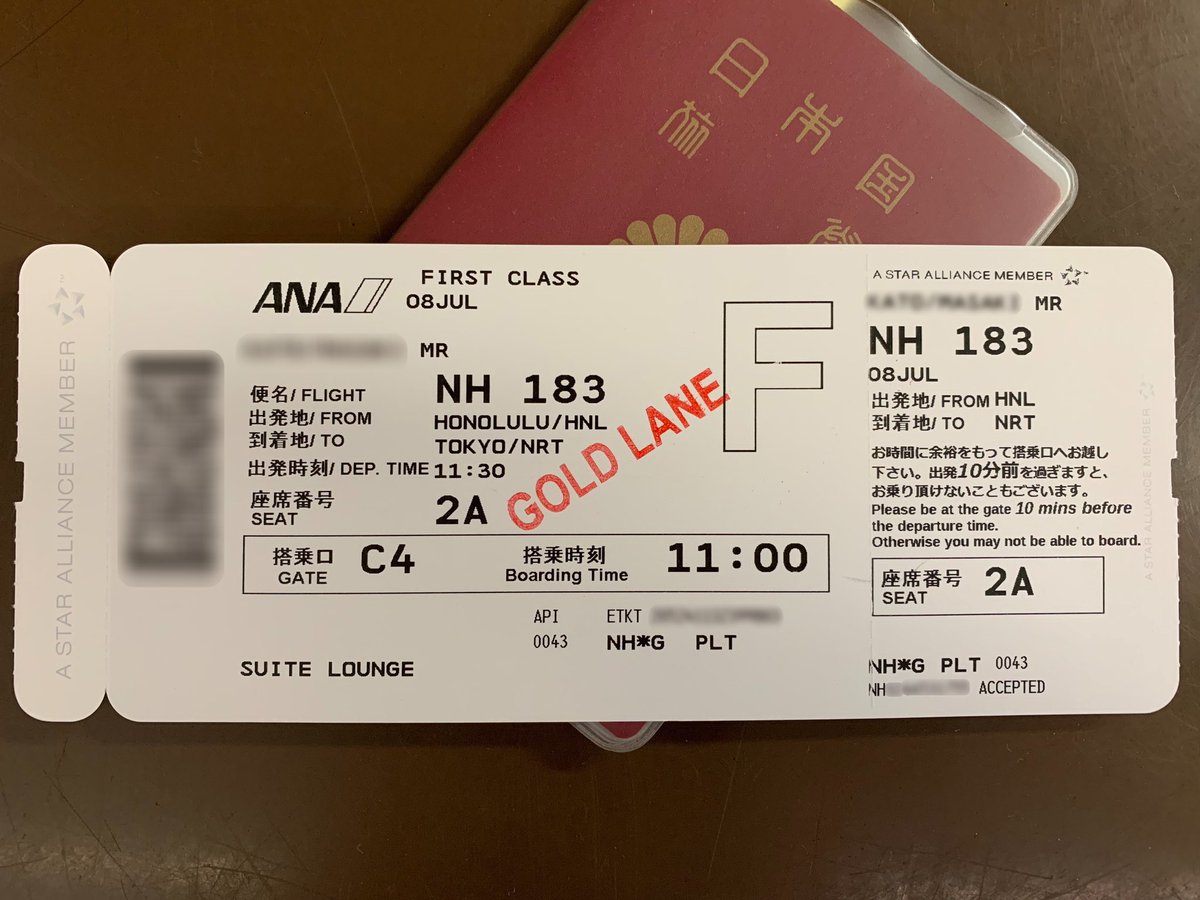 日本国
旅
A STAR ALLIANCE MEMBER™
ANA
FIRST CLASS
08JUL
MR
便名/ FLIGHT NH 183
出発地/ FROM HONOLULU/HNL
到着地/ TO TOKYO/NRT
出発時刻/ DEP. TIME 11:30
座席番号
SEAT 2A
GOLD LANE
F
搭乗口
GATE C4
搭乗時刻
Boarding Time 11:00
API ETKT
0043 NH*G PLT
SUITE LOUNGE
A STAR ALLIANCE MEMBER
MR
NH 183
08JUL
出発地/ FROM HNL
到着地/ TO NRT
お時間に余裕をもって搭乗口へお越し
下さい。出発10分前を過ぎますと、
お乗り頂けないこともございます。
Please be at the gate 10 mins before
the departure time.
Otherwise you may not be able to board.
座席番号
SEAT 2A
NH*G PLT 0043
NH ACCEPTED
A STAR ALLIANCE MEMBER